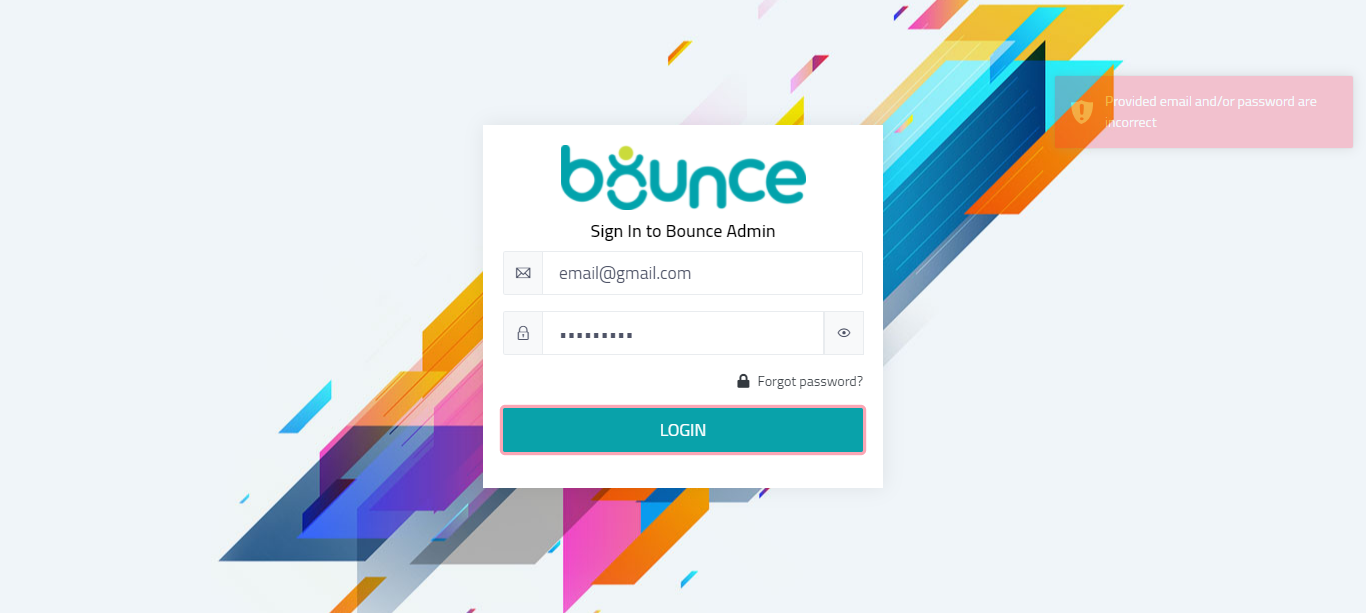 bounce
Sign In to Bounce Admin
email@gmail.com
Forgot password?
LOGIN
Provided email and/or password are
incorrect